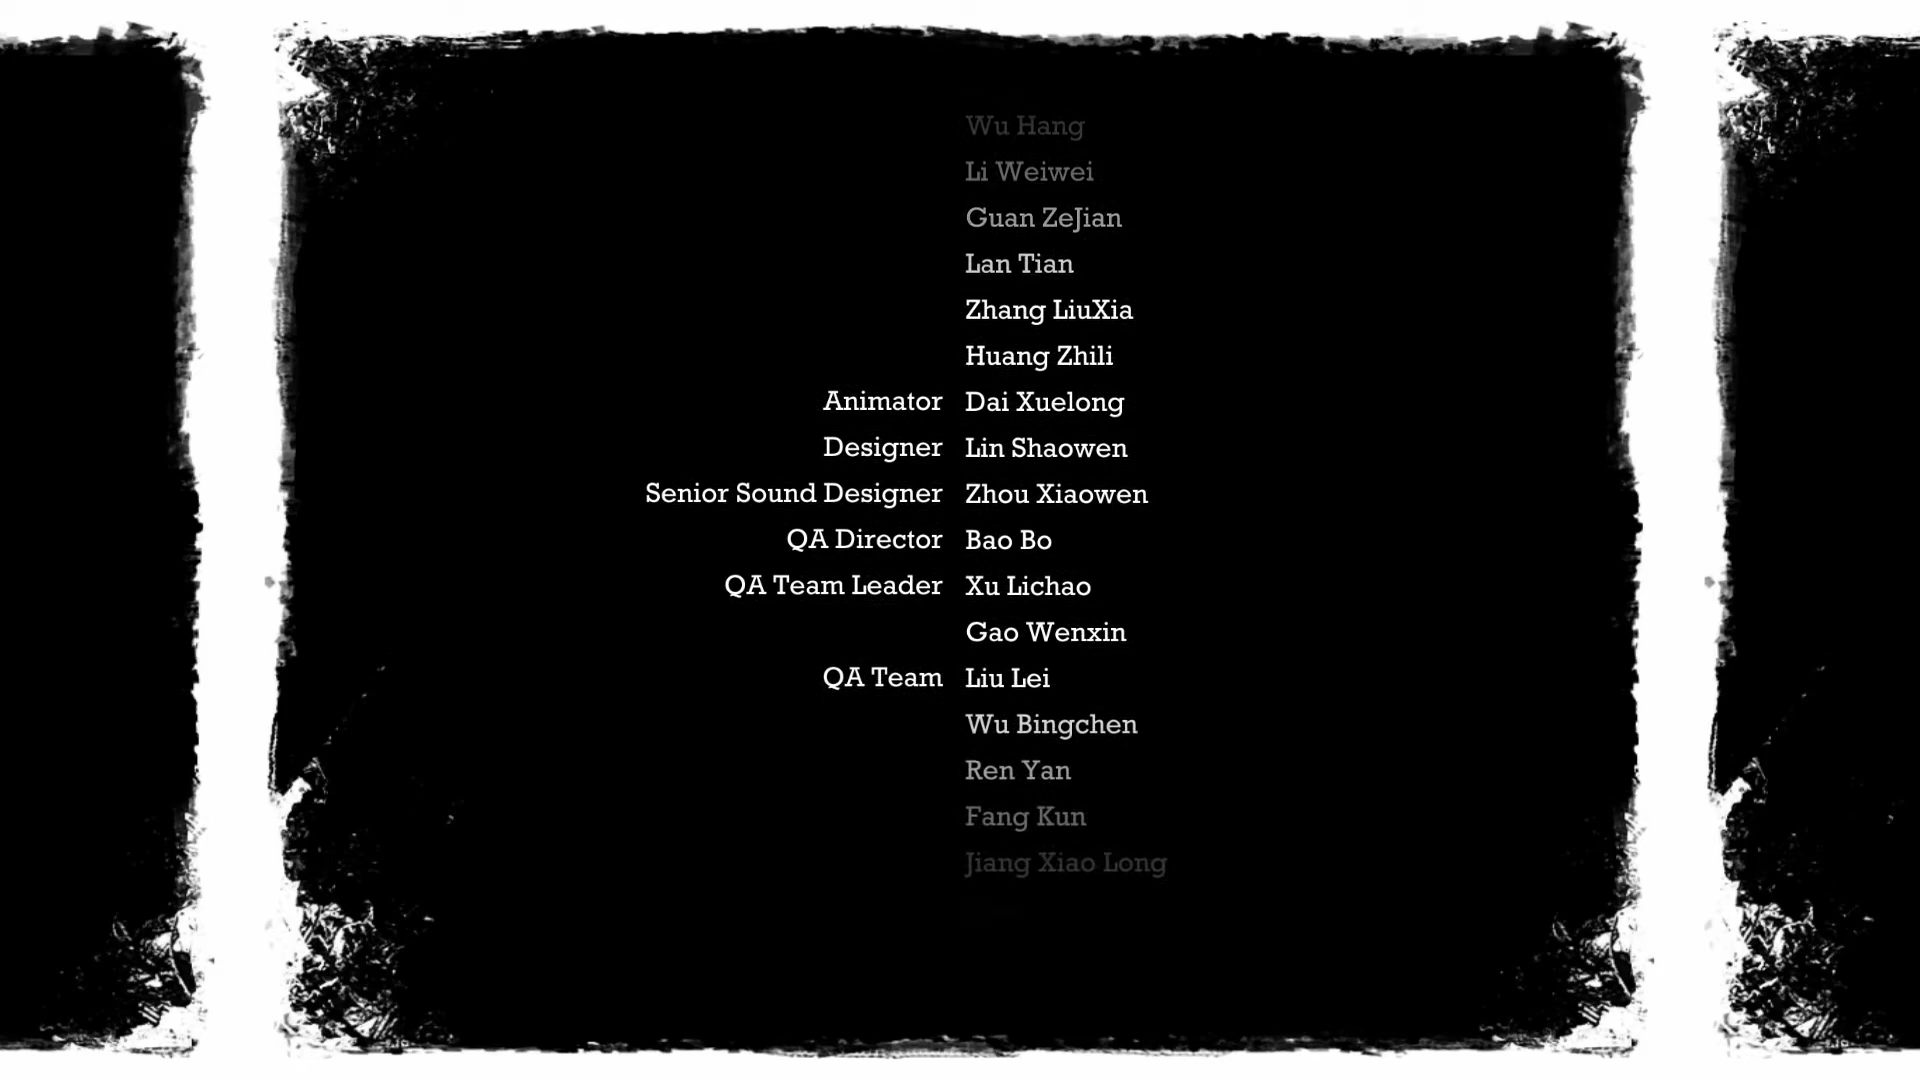 Wu Hang
Li Weiwei
Guan ZeJian
Lan Tian
Zhang LiuXia
Huang Zhili
Animator Dai Xuelong
Designer Lin Shaowen
Senior Sound Designer Zhou Xiaowen
QA Director Bao Bo
QA Team Leader Xu Lichao
Gao Wenxin
QA Team Liu Lei
Wu Bingchen
Ren Yan
Fang Kun
Jiang Xiao Long